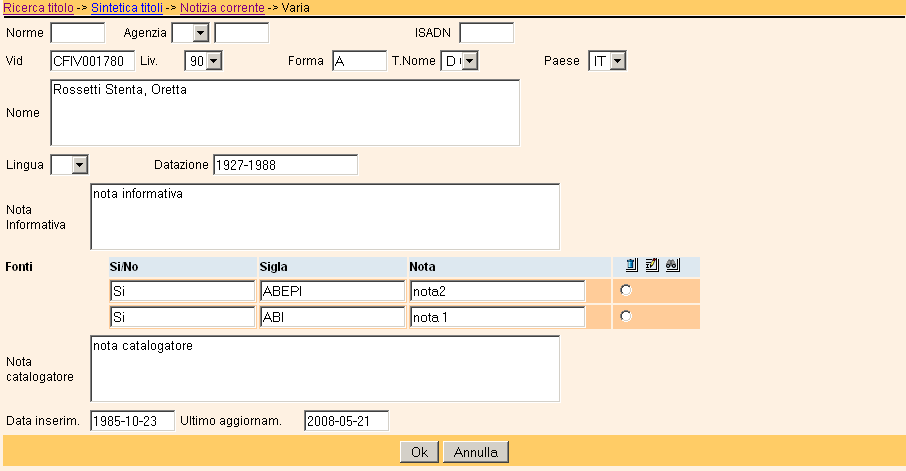 Ricerca titolo -> Sintetica titoli -> Notizia corrente -> Varia
Norme Agenzia ISADN
Vid CFIV001780 Liv. 90 Forma A T.Nome D Paese IT
Nome Rossetti Stenta, Oretta
Lingua Datazione 1927-1988
Nota Informativa nota informativa
Fonti Si/No Sigla Nota
Si ABEPI nota2
Si ABI nota 1
Nota catalogatore nota catalogatore
Data inserim. 1985-10-23 Ultimo aggiornam. 2008-05-21
Ok Annulla